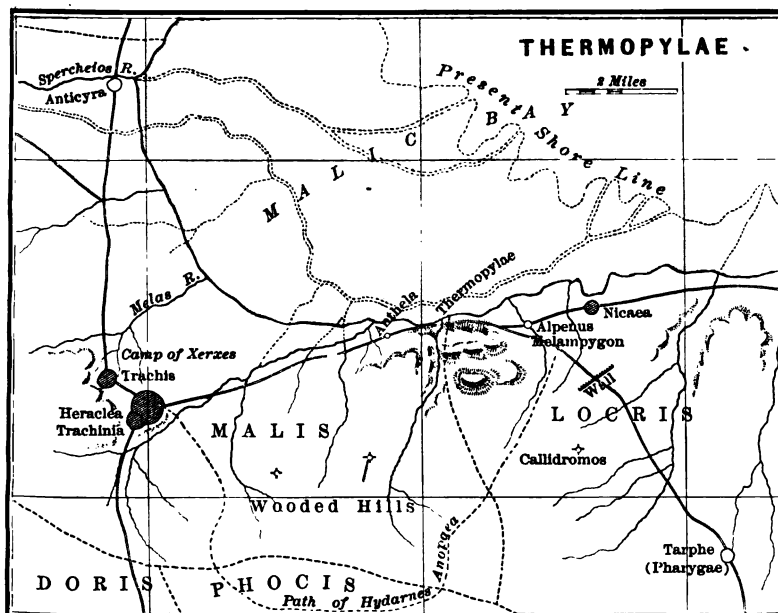 THERMOPYLAE
2 Miles
Spercheios R.
Anticyra
Present Shore Line
MALIC BAY
Melas R.
Anthela
Thermopylae
Nicaea
Alpenus
Melampygon
Camp of Xerxes
Trachis
Wall
Heraclea
Trachinia
MALIS
LOCRIS
Callidromos
Wooded Hills
Anopaea
Tarphe
(Pharygae)
DORIS
PHOCIS
Path of Hydarnes